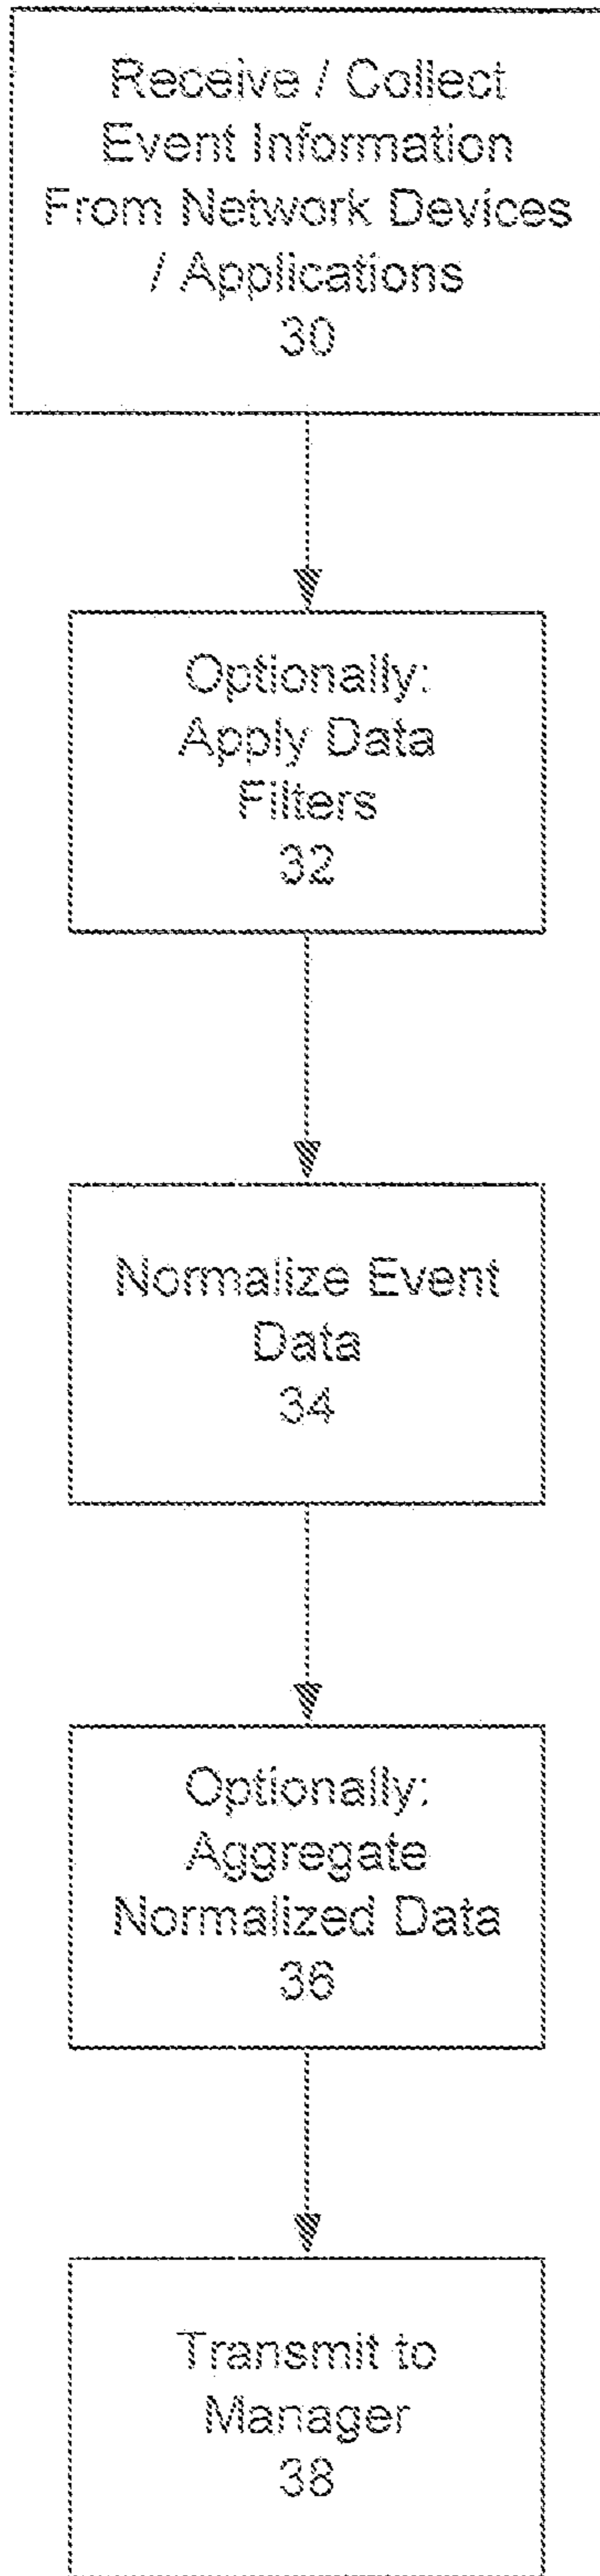 Receive / Collect
Event Information
From Network Devices
/ Applications
30
Optionally:
Apply Data
Filters
32
Normalize Event
Data
34
Optionally:
Aggregate
Normalized Data
36
Transmit to
Manager
38